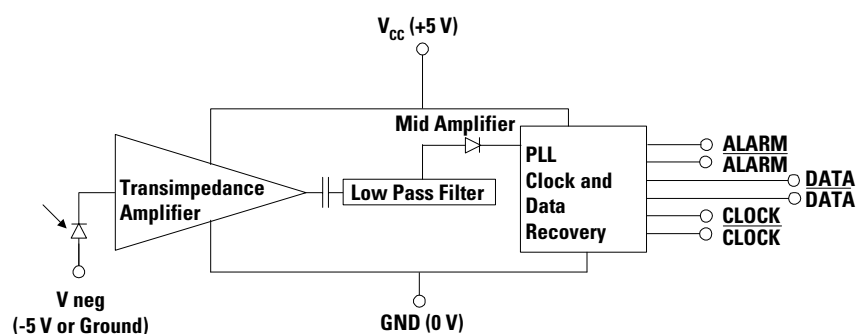 V_CC (+5 V)
Mid Amplifier
Transimpedance
Amplifier
Low Pass Filter
PLL
Clock and
Data
Recovery
ALARM
ALARM
DATA
DATA
CLOCK
CLOCK
V neg
(-5 V or Ground)
GND (0 V)